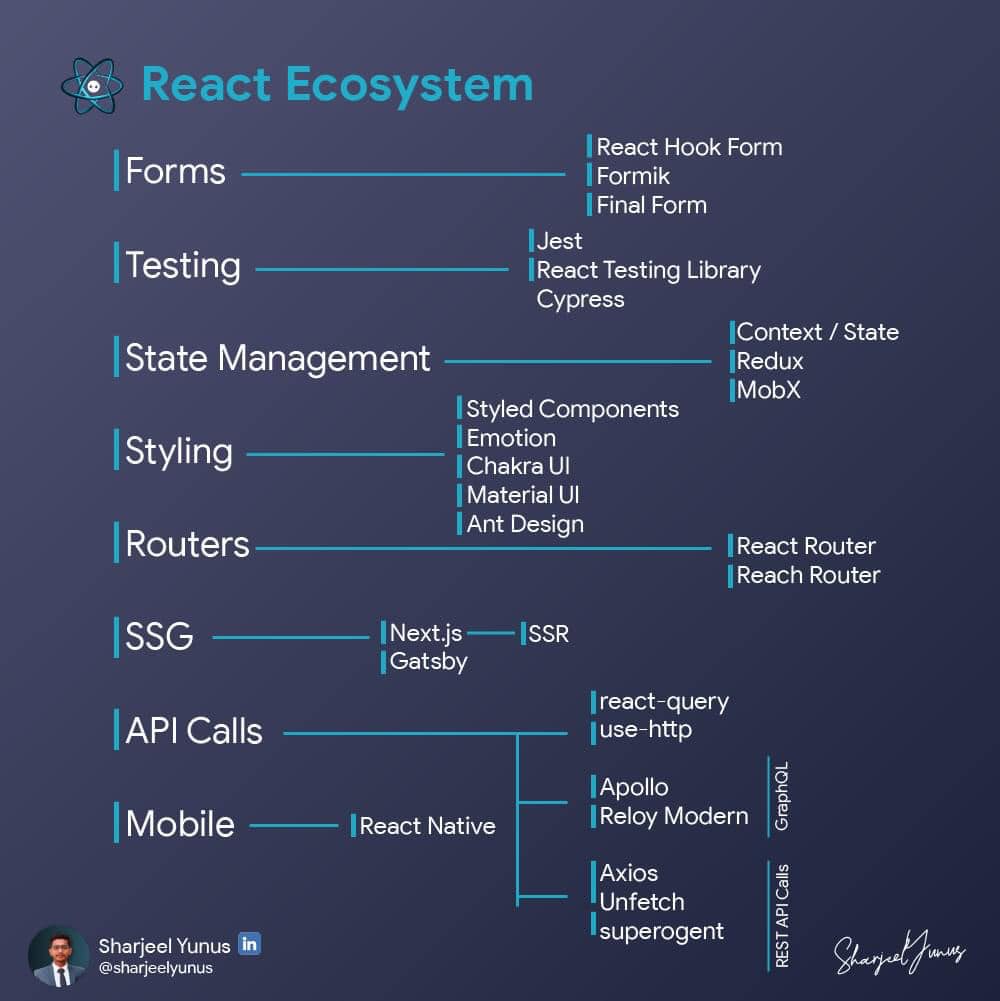 React Ecosystem
Forms
React Hook Form
Formik
Final Form
Testing
Jest
React Testing Library
Cypress
State Management
Context / State
Redux
MobX
Styling
Styled Components
Emotion
Chakra UI
Material UI
Ant Design
Routers
React Router
Reach Router
SSG
Next.js
SSR
Gatsby
API Calls
react-query
use-http
Apollo
Reloy Modern
GraphQL
Axios
Unfetch
superogent
REST API Calls
Mobile
React Native
Sharjeel Yunus in
@sharjeelyunus
Sharjeel Yunus